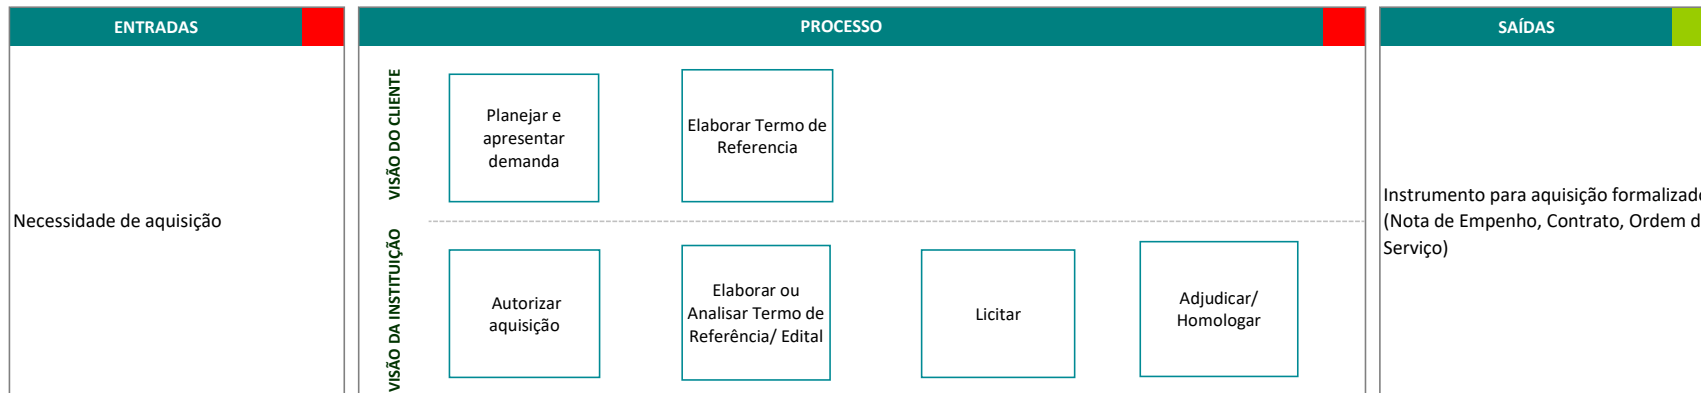 ENTRADAS
PROCESSO
SAÍDAS
VISÃO DO CLIENTE
Planejar e
apresentar
demanda
Elaborar Termo de
Referencia
Necessidade de aquisição
Instrumento para aquisição
(Nota de Empenho, Contrato, Ordem
Serviço)
VISÃO DA INSTITUIÇÃO
Autorizar
aquisição
Elaborar ou
Analisar Termo de
Referência/ Edital
Licitar
Adjudicar/
Homologar